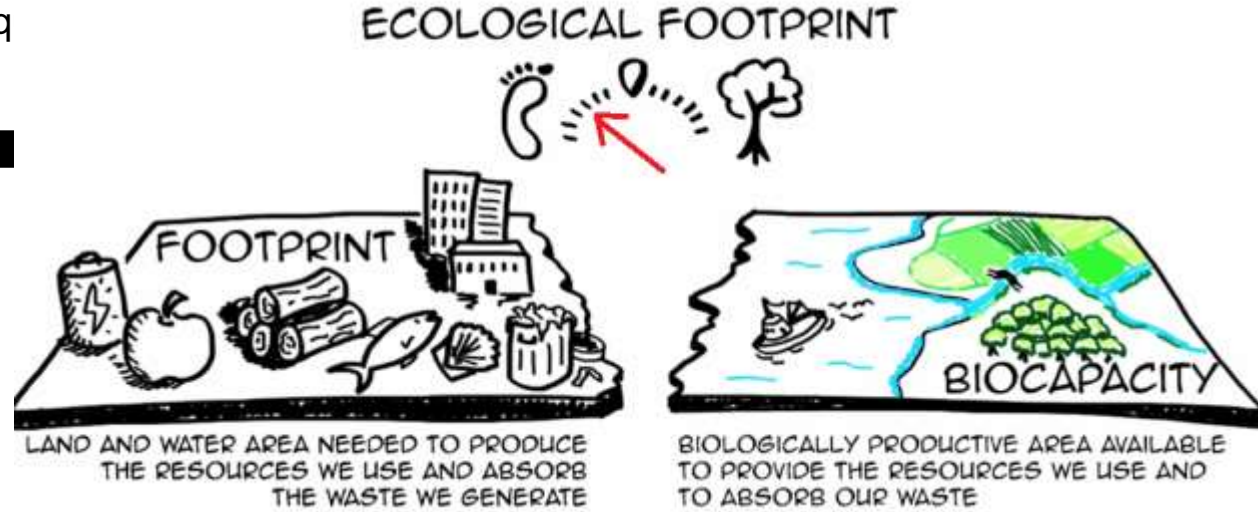 q
ECOLOGICAL FOOTPRINT
FOOTPRINT
BIOCAPACITY
LAND AND WATER AREA NEEDED TO PRODUCE
THE RESOURCES WE USE AND ABSORB
THE WASTE WE GENERATE
BIOLOGICALLY PRODUCTIVE AREA AVAILABLE
TO PROVIDE THE RESOURCES WE USE AND
TO ABSORB OUR WASTE